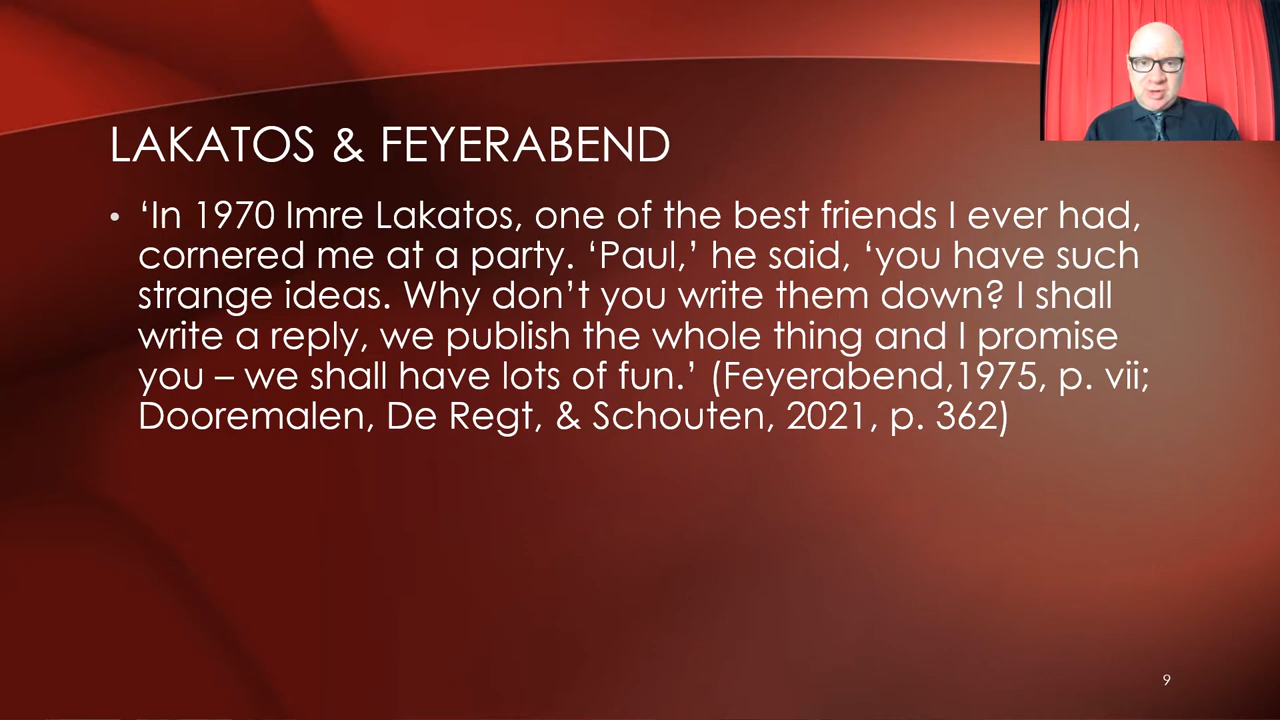 LAKATOS & FEYERABEND
• ‘In 1970 Imre Lakatos, one of the best friends I ever had,
cornered me at a party. ‘Paul,’ he said, ‘you have such
strange ideas. Why don’t you write them down? I shall
write a reply, we publish the whole thing and I promise
you – we shall have lots of fun.’ (Feyerabend,1975, p. vii;
Dooremalen, De Regt, & Schouten, 2021, p. 362)
9